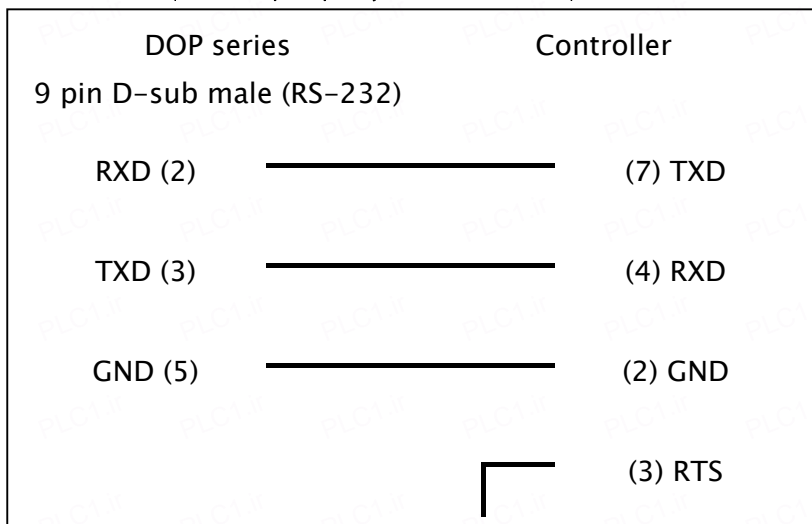 DOP series Controller
9 pin D-sub male (RS-232)
RXD (2) (7) TXD
TXD (3) (4) RXD
GND (5) (2) GND
(3) RTS